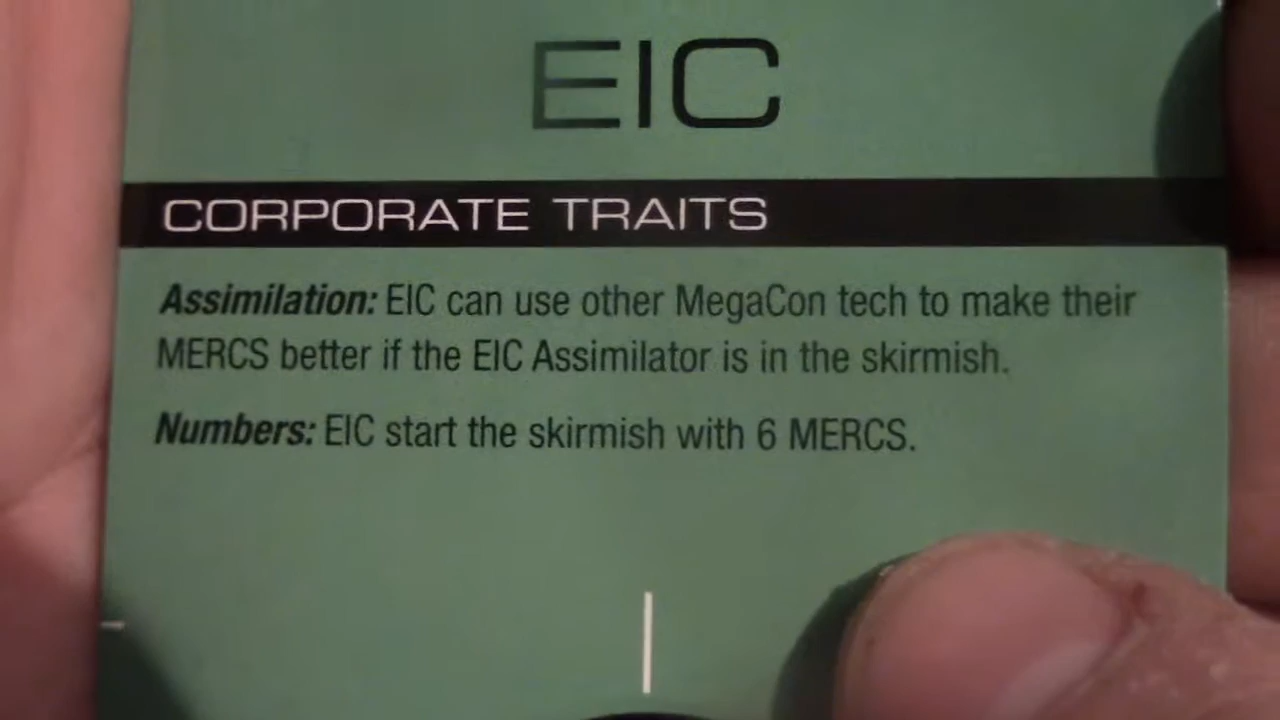 EIC
CORPORATE TRAITS
Assimilation: EIC can use other MegaCon tech to make their
MERCS better if the EIC Assimilator is in the skirmish.
Numbers: EIC start the skirmish with 6 MERCS.